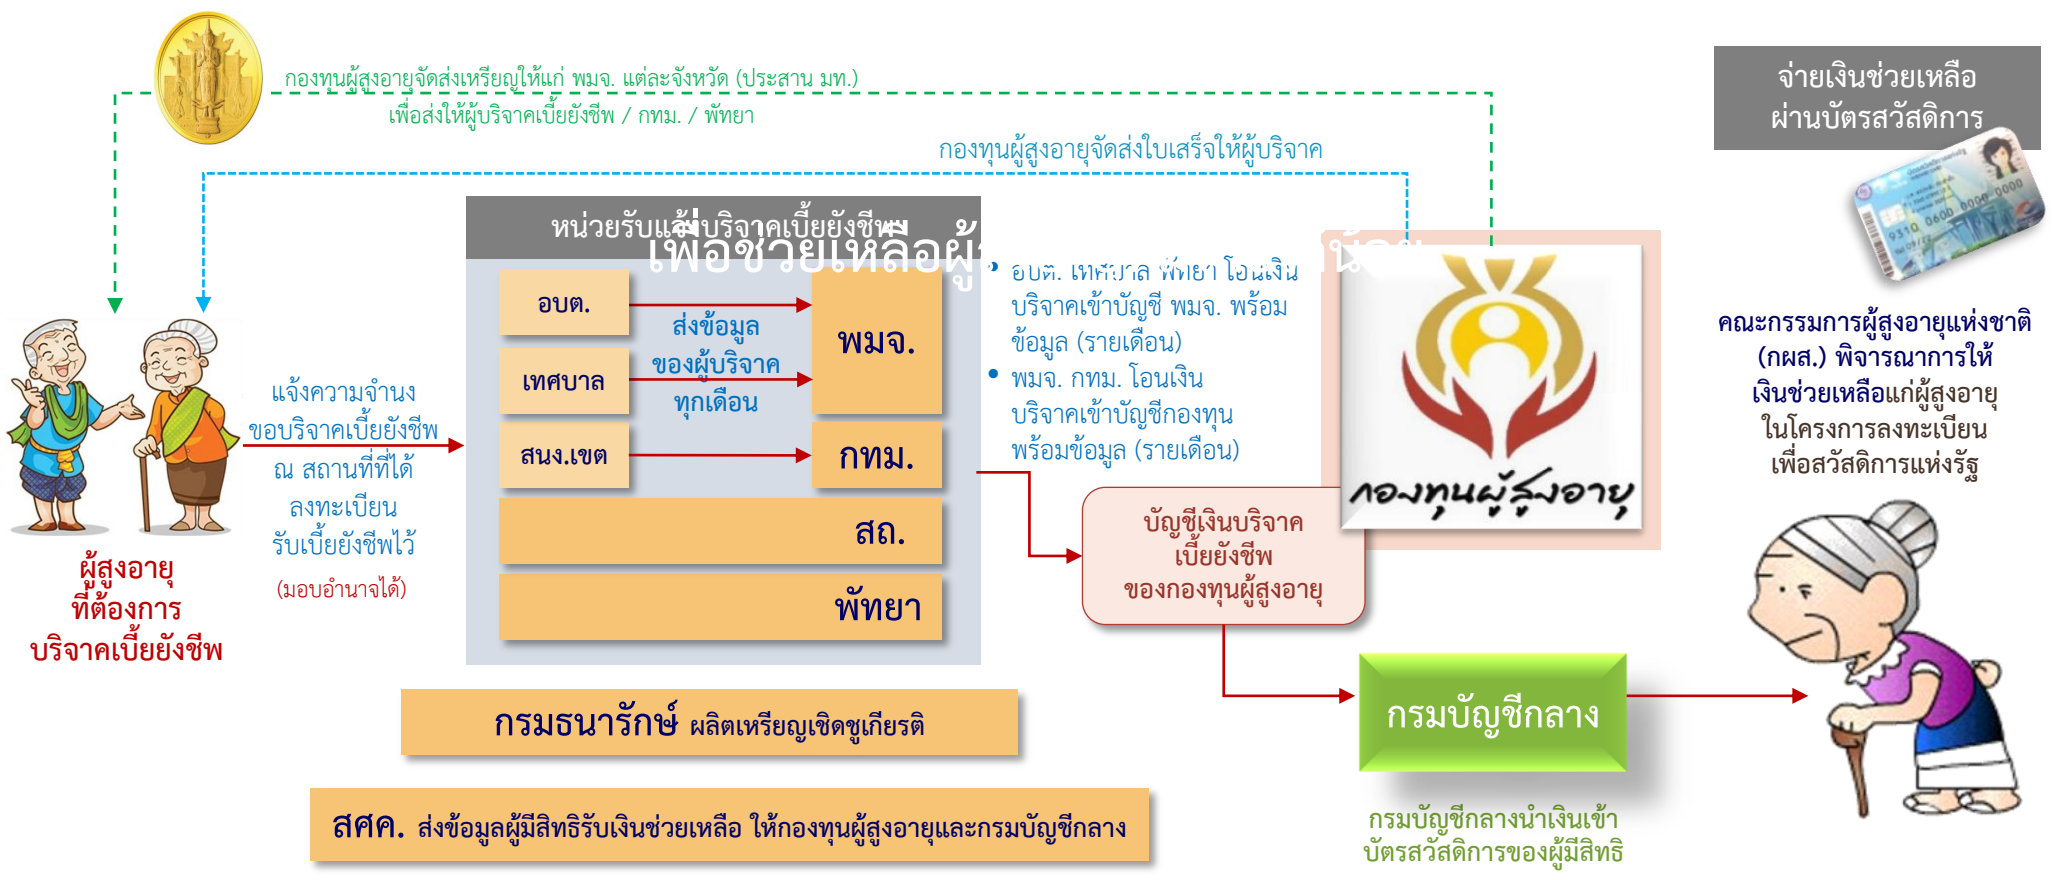 กองทุนผู้สูงอายุจัดส่งเหรียญให้แก่ พมจ. แต่ละจังหวัด (ประสาน มท.)
เพื่อส่งให้ผู้บริจาคเบี้ยยังชีพ / กทม. / พัทยา
กองทุนผู้สูงอายุจัดส่งใบเสร็จให้ผู้บริจาค
จ่ายเงินช่วยเหลือ
ผ่านบัตรสวัสดิการ
หน่วยรับแจ้งบริจาคเบี้ยยังชีพ
เพื่อช่วยเหลือผู้
อบต.
เทศบาล
สนง.เขต
ส่งข้อมูล
ของผู้บริจาค
ทุกเดือน
พมจ.
กทม.
สถ.
พัทยา
• อบต. เทศบาล พัทยา โอนเงิน
บริจาคเข้าบัญชี พมจ. พร้อม
ข้อมูล (รายเดือน)
• พมจ. กทม. โอนเงิน
บริจาคเข้าบัญชีกองทุน
พร้อมข้อมูล (รายเดือน)
กองทุนผู้สูงอายุ
แจ้งความจำนง
ขอบริจาคเบี้ยยังชีพ
ณ สถานที่ที่ได้
ลงทะเบียน
รับเบี้ยยังชีพไว้
(มอบอำนาจได้)
ผู้สูงอายุ
ที่ต้องการ
บริจาคเบี้ยยังชีพ
บัญชีเงินบริจาค
เบี้ยยังชีพ
ของกองทุนผู้สูงอายุ
คณะกรรมการผู้สูงอายุแห่งชาติ
(กผส.) พิจารณาการให้
เงินช่วยเหลือแก่ผู้สูงอายุ
ในโครงการลงทะเบียน
เพื่อสวัสดิการแห่งรัฐ
กรมธนารักษ์ ผลิตเหรียญเชิดชูเกียรติ
สศค. ส่งข้อมูลผู้มีสิทธิรับเงินช่วยเหลือ ให้กองทุนผู้สูงอายุและกรมบัญชีกลาง
กรมบัญชีกลาง
กรมบัญชีกลางนำเงินเข้า
บัตรสวัสดิการของผู้มีสิทธิ